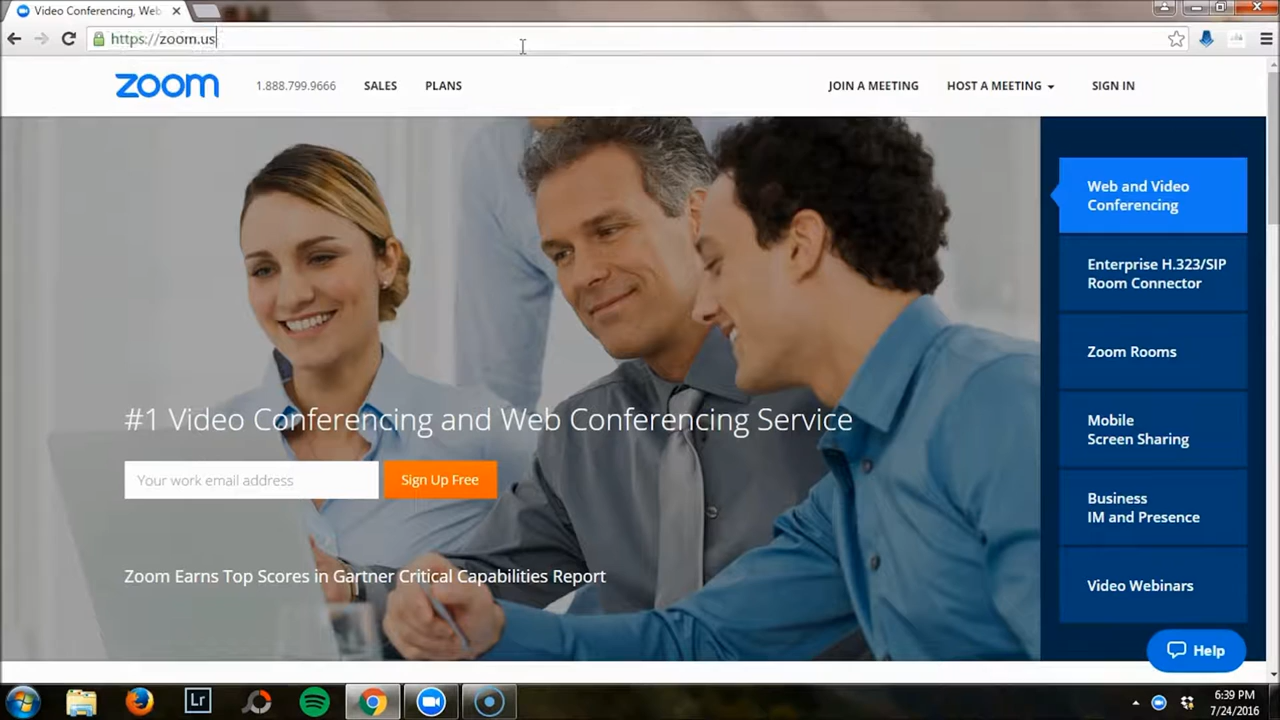 Video Conferencing, Web
https://zoom.us
zoom
1.888.799.9666
SALES
PLANS
JOIN A MEETING
HOST A MEETING
SIGN IN
Web and Video
Conferencing
Enterprise H.323/SIP
Room Connector
Zoom Rooms
Mobile
Screen Sharing
Business
IM and Presence
Video Webinars
#1 Video Conferencing and Web Conferencing Service
Your work email address
Sign Up Free
Zoom Earns Top Scores in Gartner Critical Capabilities Report
Help
Lr
6:39 PM
7/24/2016